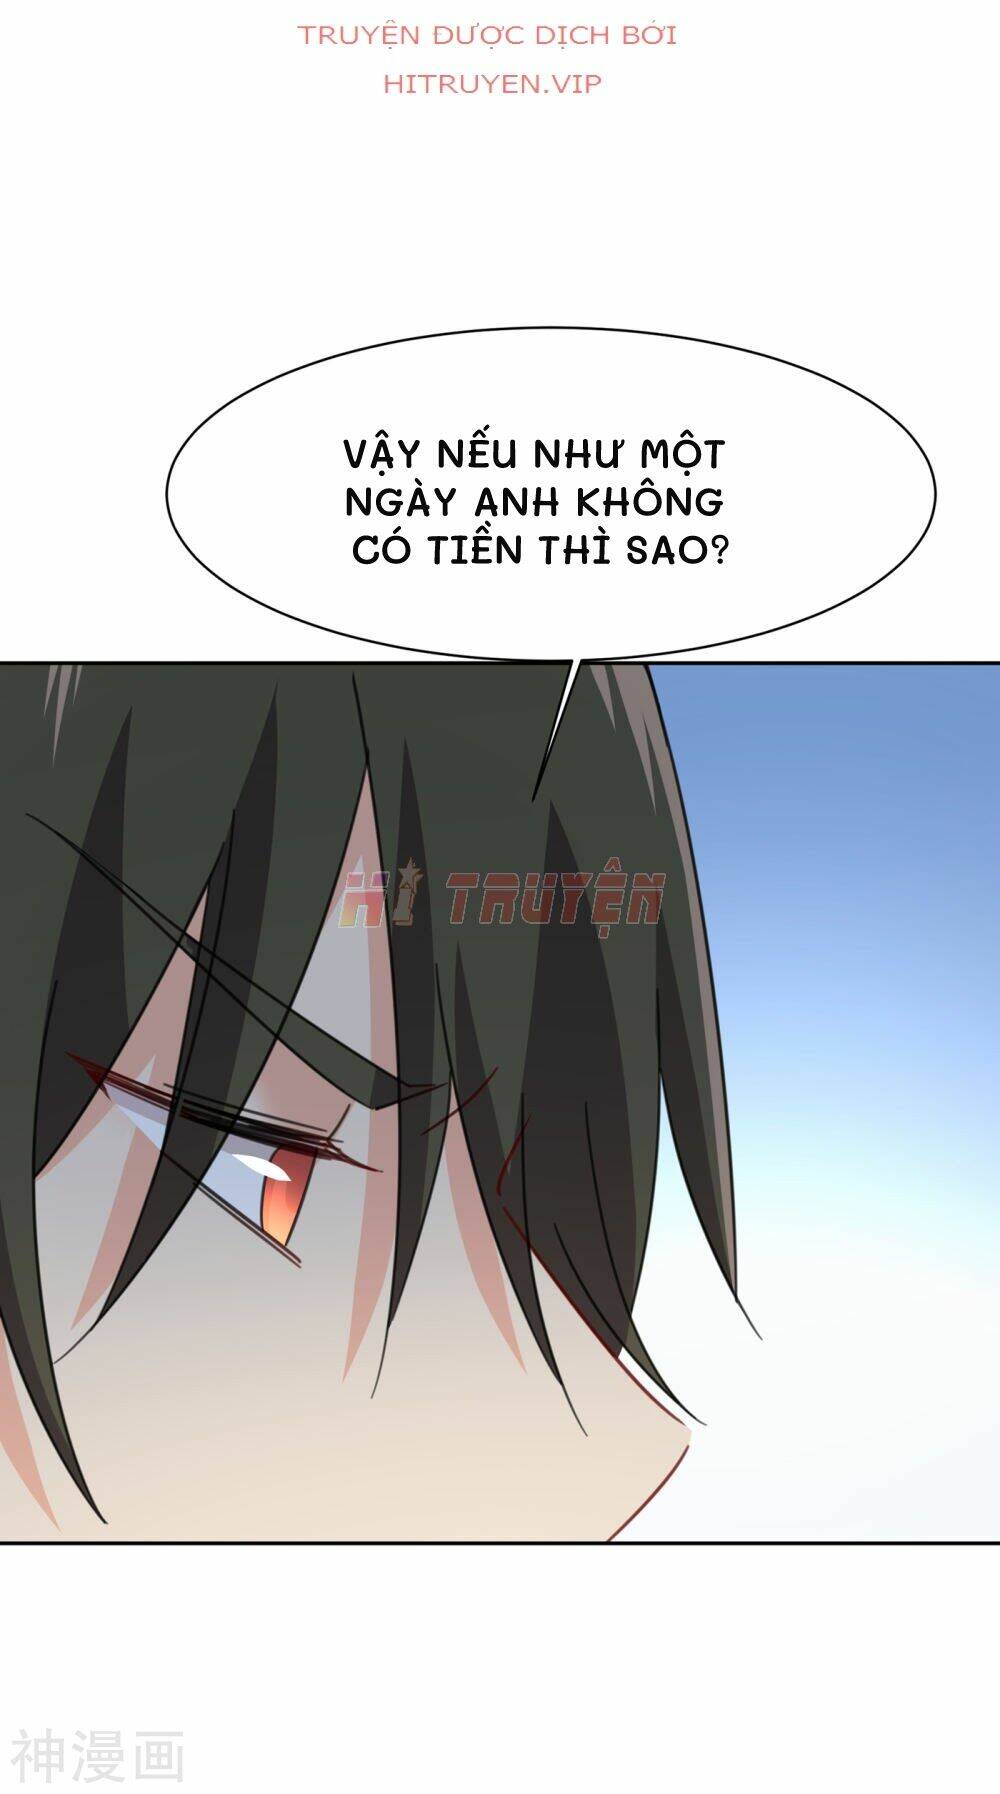 TRUYỆN ĐƯỢC DỊCH BỞI
HITRUYEN.VIP
VẬY NẾU NHƯ MỘT
NGÀY ANH KHÔNG
CÓ TIỀN THÌ SAO?
HI TRUYỆN
神漫画